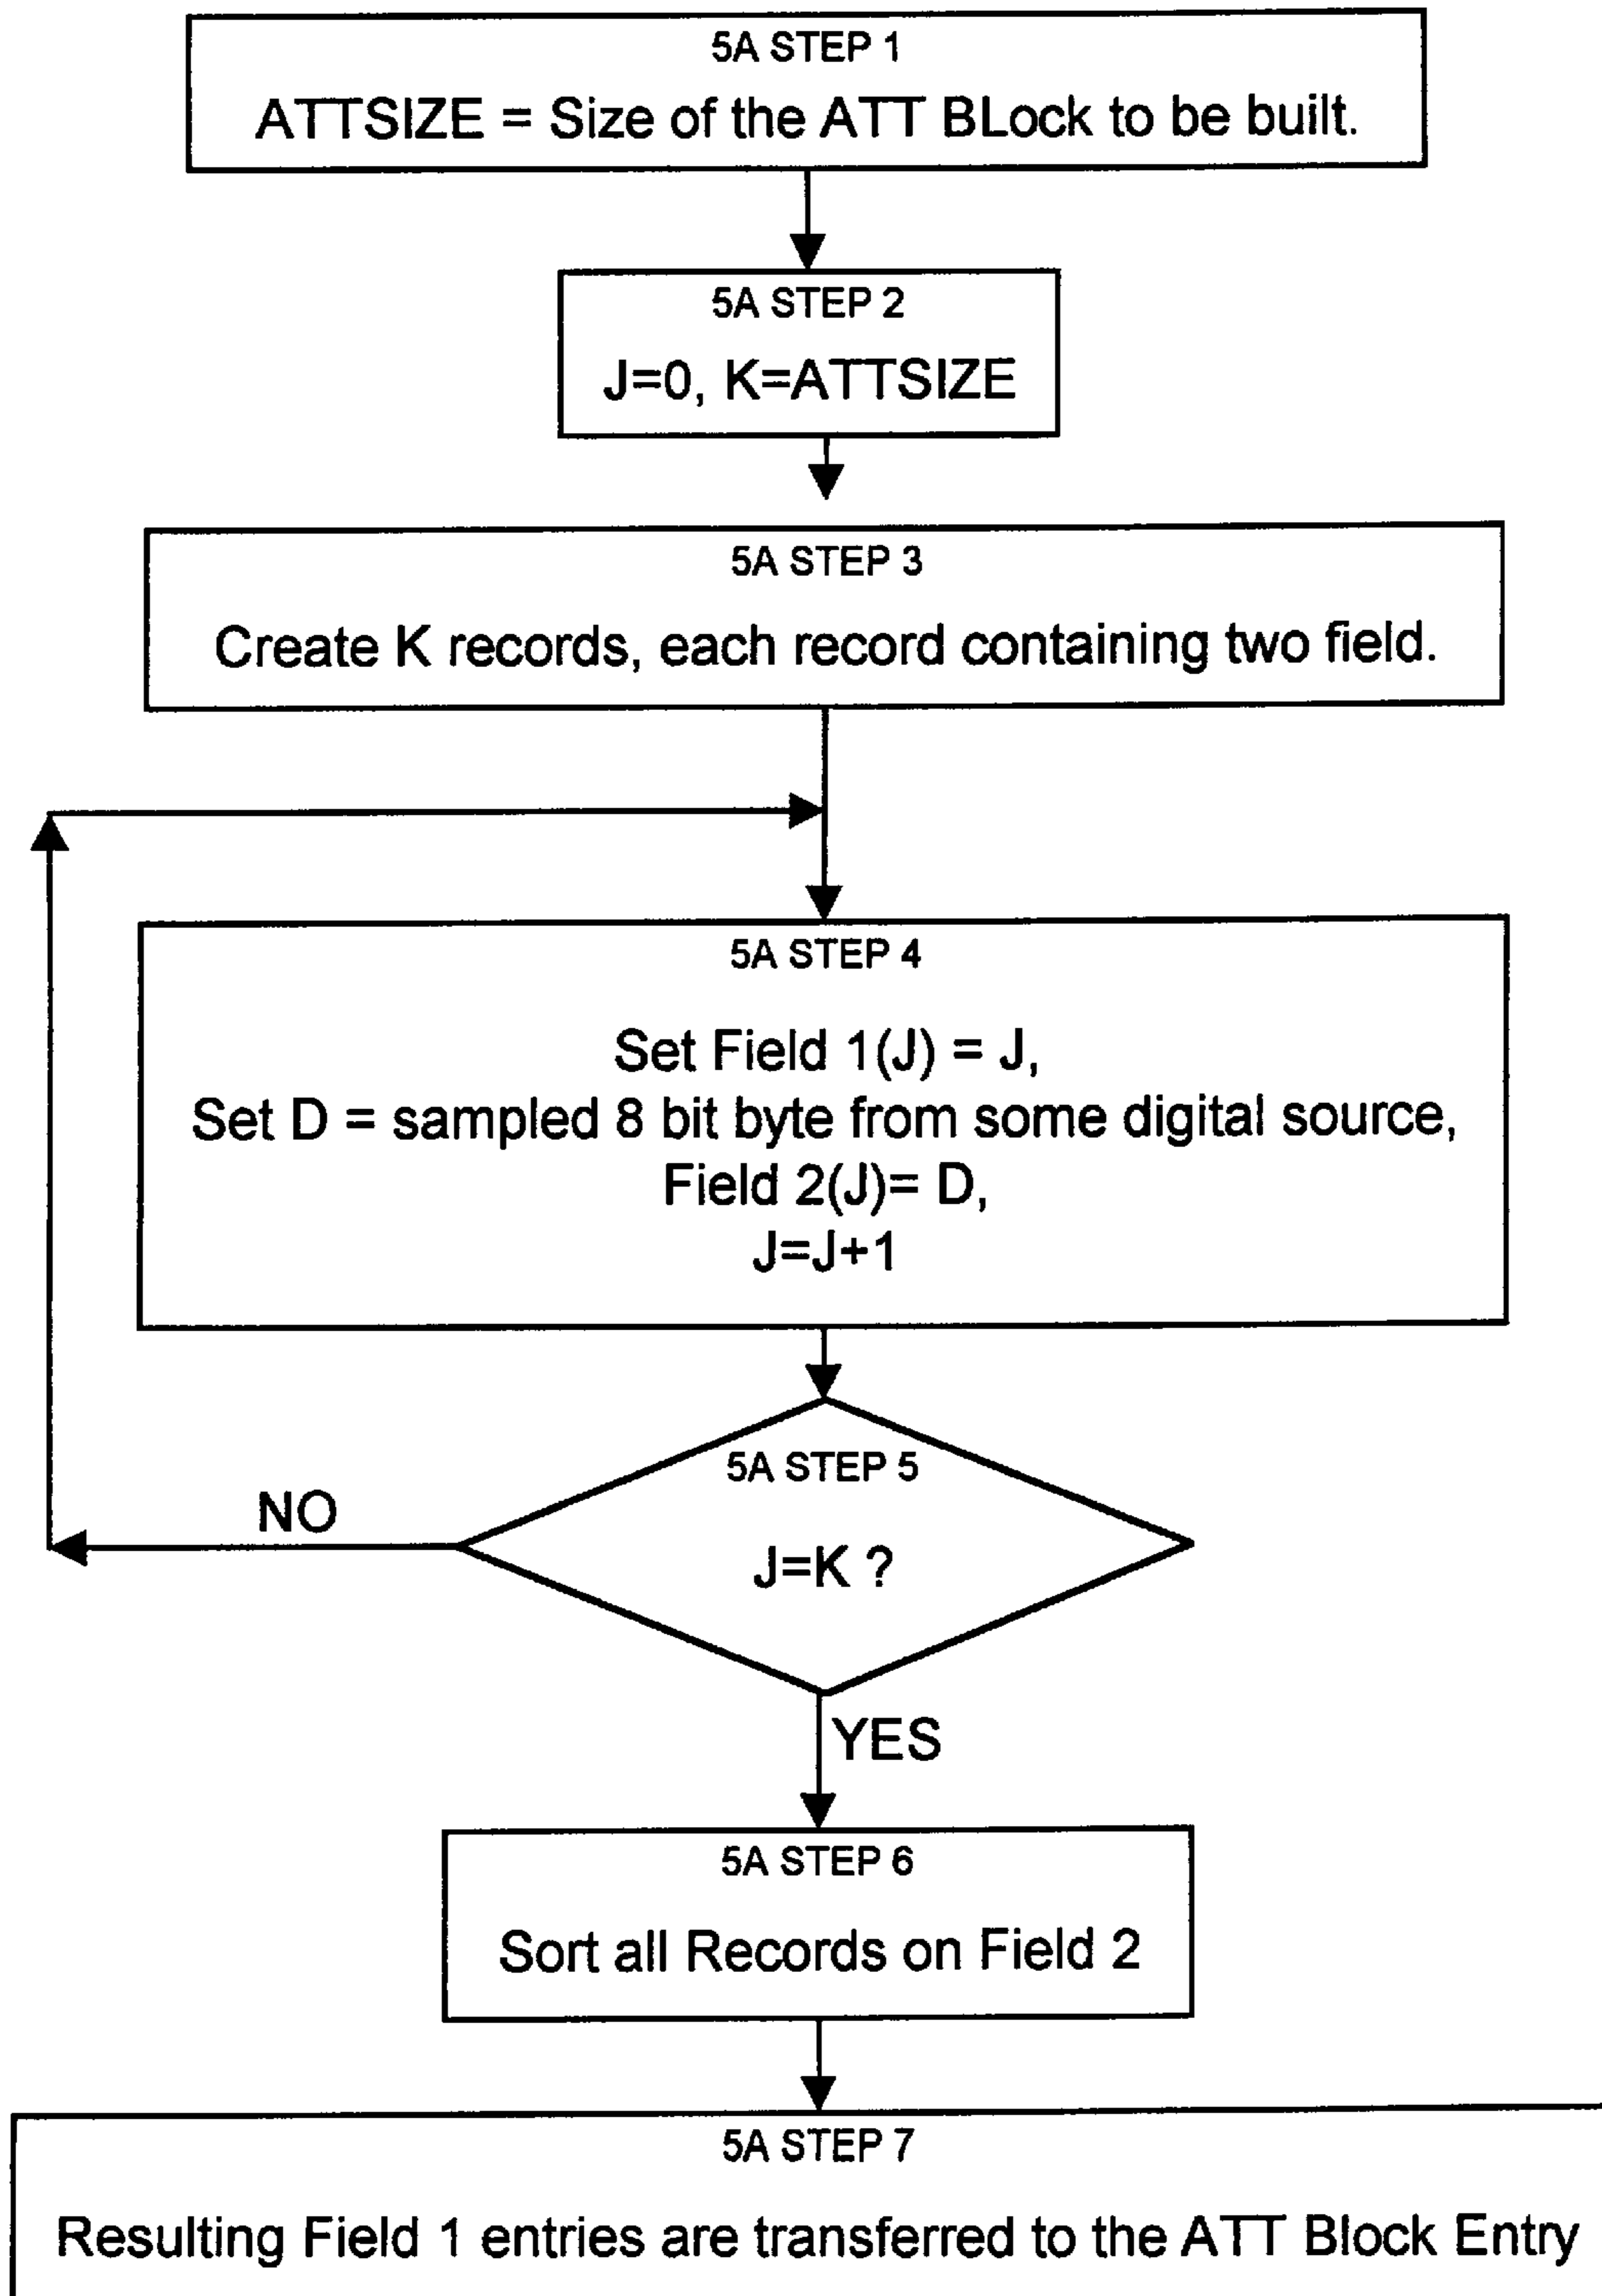 5A STEP 1
ATTSIZE = Size of the ATT BLock to be built.
5A STEP 2
J=0, K=ATTSIZE
5A STEP 3
Create K records, each record containing two field.
5A STEP 4
Set Field 1(J) = J,
Set D = sampled 8 bit byte from some digital source,
Field 2(J)= D,
J=J+1
5A STEP 5
NO
J=K ?
YES
5A STEP 6
Sort all Records on Field 2
5A STEP 7
Resulting Field 1 entries are transferred to the ATT Block Entry